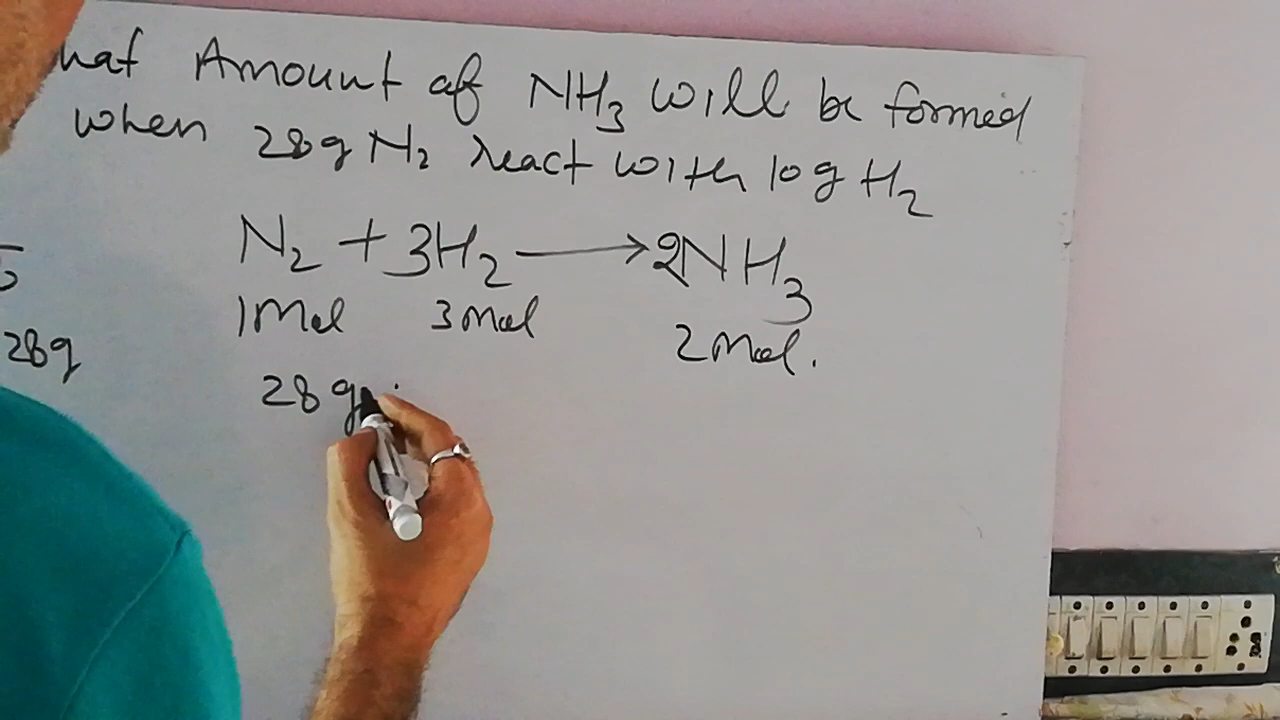 Amount of NH3 will be formed
when 28g N2 react with 10g H2
N2 + 3H2 ⟶ 2NH3
1Mol 3Mol 2Mol.
28g 28g